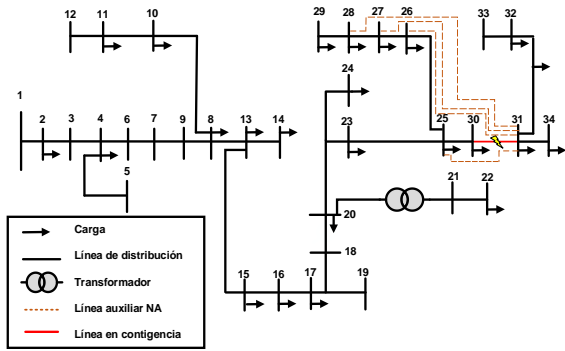 29 28 27 26 33 32
12 11 10
24
1
2 3 4 6 7 9 8 13 14 23 25 30 31 34
5
20 21 22
18
15 16 17 19
Carga
Línea de distribución
Transformador
Línea auxiliar NA
Línea en contigencia